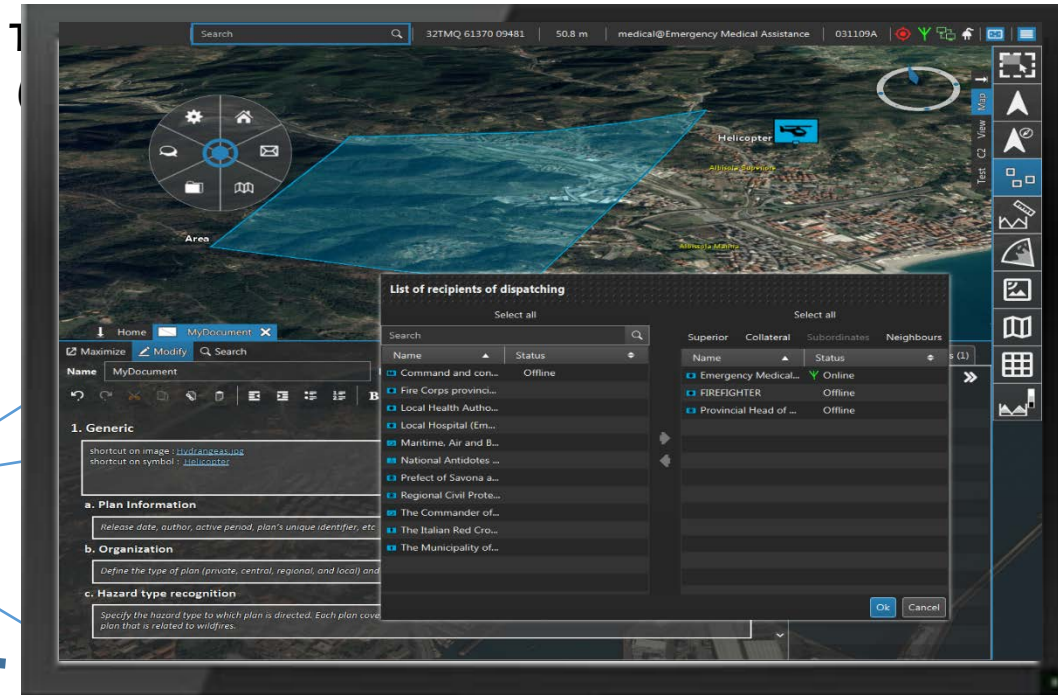 T
(
Search
32TMQ 61370 09481
50.8 m
medical@Emergency Medical Assistance
031109A
Map
View
C2
Test
Helicopter
Albisola Superiore
Area
Albisola Marina
List of recipients of dispatching
Select all
Select all
Search
Superior Collateral Subordinates Neighbours
Name Status
Name Status
Command and con... Offline
Fire Corps provinci...
Local Health Autho...
Local Hospital (Em...
Maritime, Air and B...
National Antidotes ...
Prefect of Savona a...
Regional Civil Prote...
The Commander of...
The Italian Red Cro...
The Municipality of...
Emergency Medical... Online
FIREFIGHTER Offline
Provincial Head of ... Offline
Ok Cancel
Home MyDocument
Maximize Modify Search
Name MyDocument
B
s (1)
1. Generic
shortcut on image : Hydrangeas.jpg
shortcut on symbol : Helicopter
a. Plan Information
Release date, author, active period, plan's unique identifier, etc
b. Organization
Define the type of plan (private, central, regional, and local) and
c. Hazard type recognition
Specify the hazard type to which plan is directed. Each plan cove
plan that is related to wildfires.